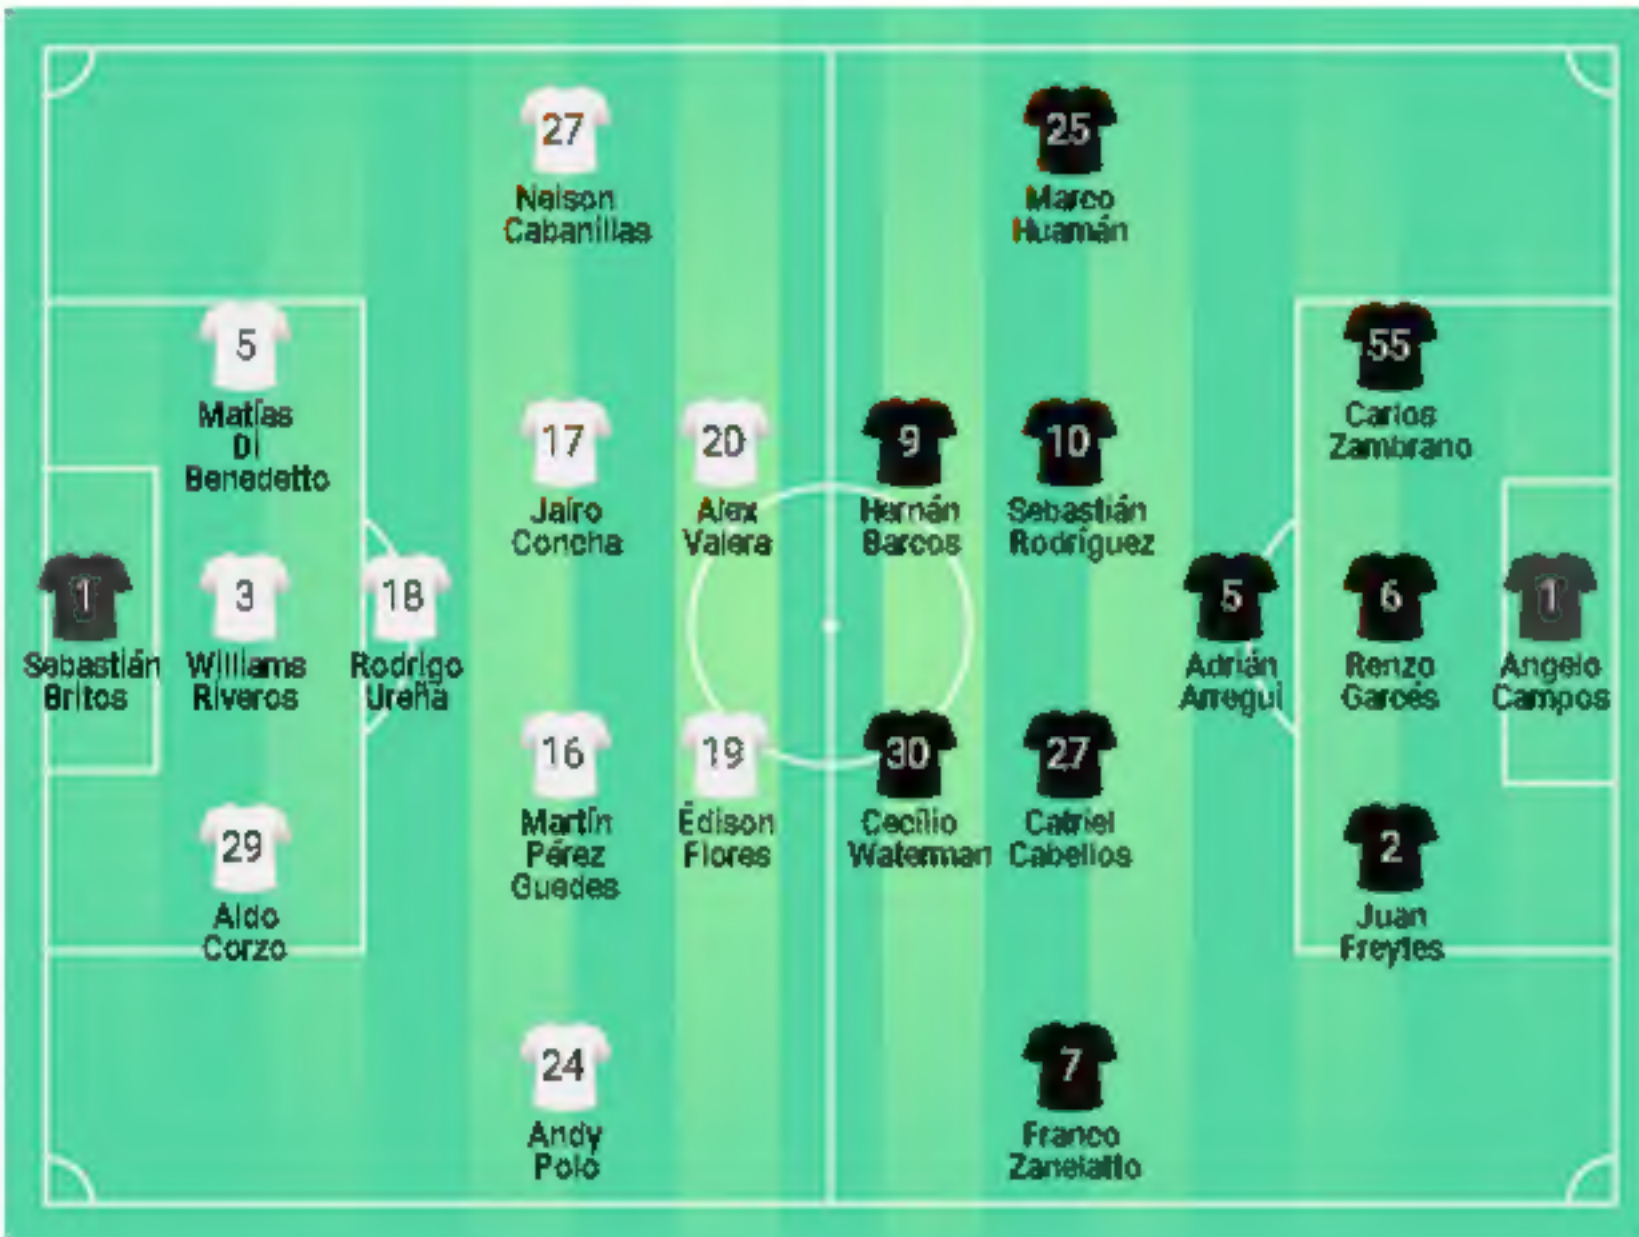 27
Nelson
Cabanillas
25
Marco
Huamán
5
Matías
Di
Benedetto
55
Carlos
Zambrano
17
Jairo
Concha
20
Alex
Valera
9
Hernán
Barcos
10
Sebastián
Rodríguez
1
Sebastián
Britos
3
Williams
Riveros
18
Rodrigo
Ureña
5
Adrián
Arregui
6
Renzo
Garcés
1
Angelo
Campos
16
Martín
Pérez
Guedes
19
Édison
Flores
30
Cecilio
Waterman
27
Catriel
Cabellos
29
Aldo
Corzo
2
Juan
Freytes
24
Andy
Polo
7
Franco
Zanelatto